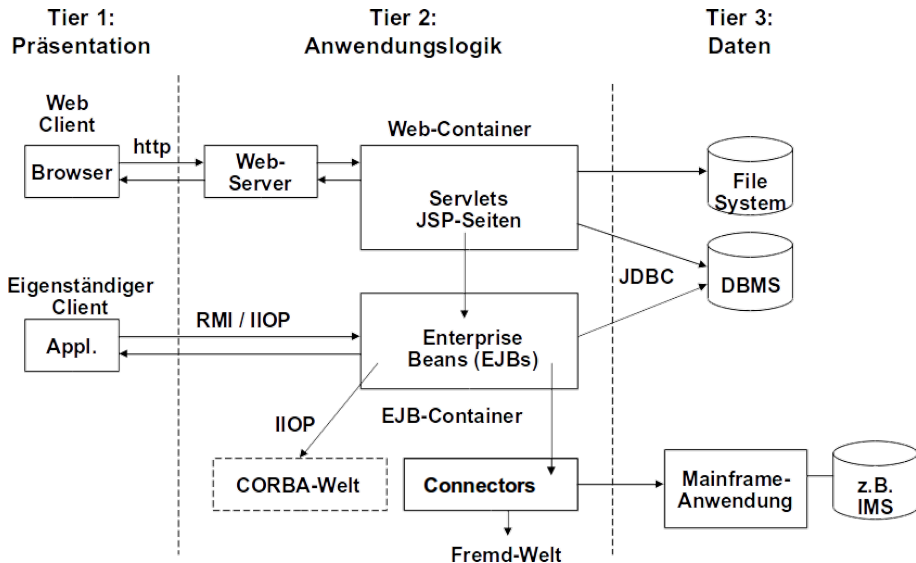 Tier 1:
Präsentation
Tier 2:
Anwendungslogik
Tier 3:
Daten
Web
Client
http
Browser
Web-
Server
Web-Container
Servlets
JSP-Seiten
File
System
JDBC
DBMS
Eigenständiger
Client
RMI / IIOP
Appl.
Enterprise
Beans (EJBs)
IIOP
EJB-Container
CORBA-Welt
Connectors
Mainframe-
Anwendung
z.B.
IMS
Fremd-Welt